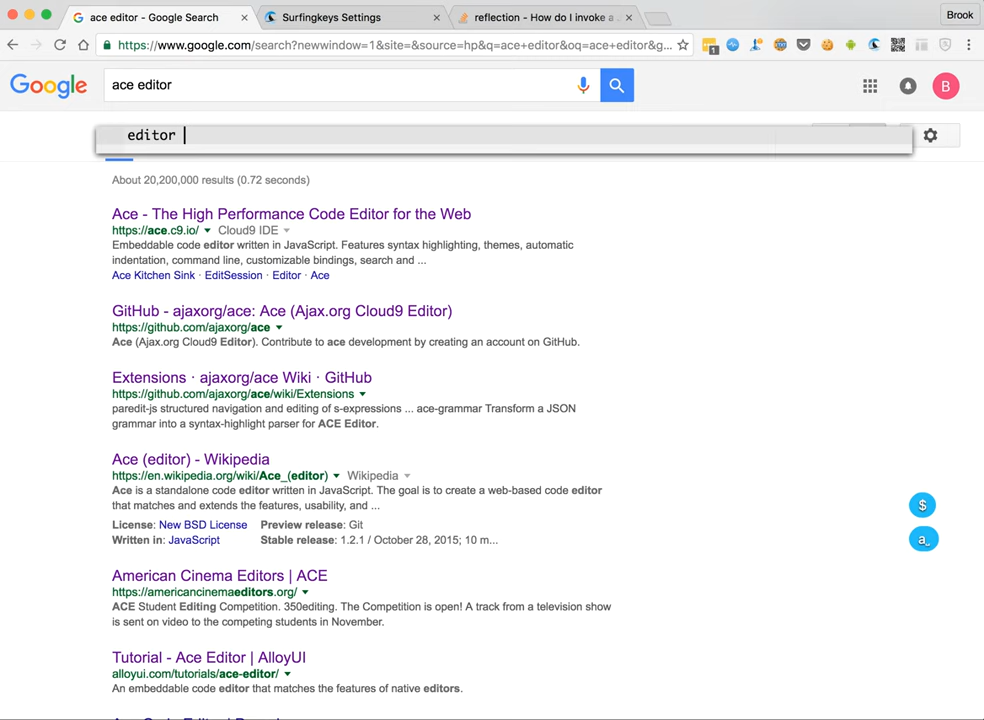 ace editor - Google Search
Surfingkeys Settings
reflection - How do I invoke a
Brook
https://www.google.com/search?newwindow=1&site=&source=hp&q=ace+editor&oq=ace+editor&g...
1
Google
ace editor
B
editor
About 20,200,000 results (0.72 seconds)
Ace - The High Performance Code Editor for the Web
https://ace.c9.io/ Cloud9 IDE
Embeddable code editor written in JavaScript. Features syntax highlighting, themes, automatic
indentation, command line, customizable bindings, search and ...
Ace Kitchen Sink · EditSession · Editor · Ace
GitHub - ajaxorg/ace: Ace (Ajax.org Cloud9 Editor)
https://github.com/ajaxorg/ace
Ace (Ajax.org Cloud9 Editor). Contribute to ace development by creating an account on GitHub.
Extensions · ajaxorg/ace Wiki · GitHub
https://github.com/ajaxorg/ace/wiki/Extensions
paredit-js structured navigation and editing of s-expressions ... ace-grammar Transform a JSON
grammar into a syntax-highlight parser for ACE Editor.
Ace (editor) - Wikipedia
https://en.wikipedia.org/wiki/Ace_(editor) Wikipedia
Ace is a standalone code editor written in JavaScript. The goal is to create a web-based code editor
that matches and extends the features, usability, and ...
License: New BSD License Preview release: Git
Written in: JavaScript Stable release: 1.2.1 / October 28, 2015; 10 m...
$
a_
American Cinema Editors | ACE
https://americancinemaeditors.org/
ACE Student Editing Competition. 350editing. The Competition is open! A track from a television show
is sent on video to the competing students in November.
Tutorial - Ace Editor | AlloyUI
alloyui.com/tutorials/ace-editor/
An embeddable code editor that matches the features of native editors.